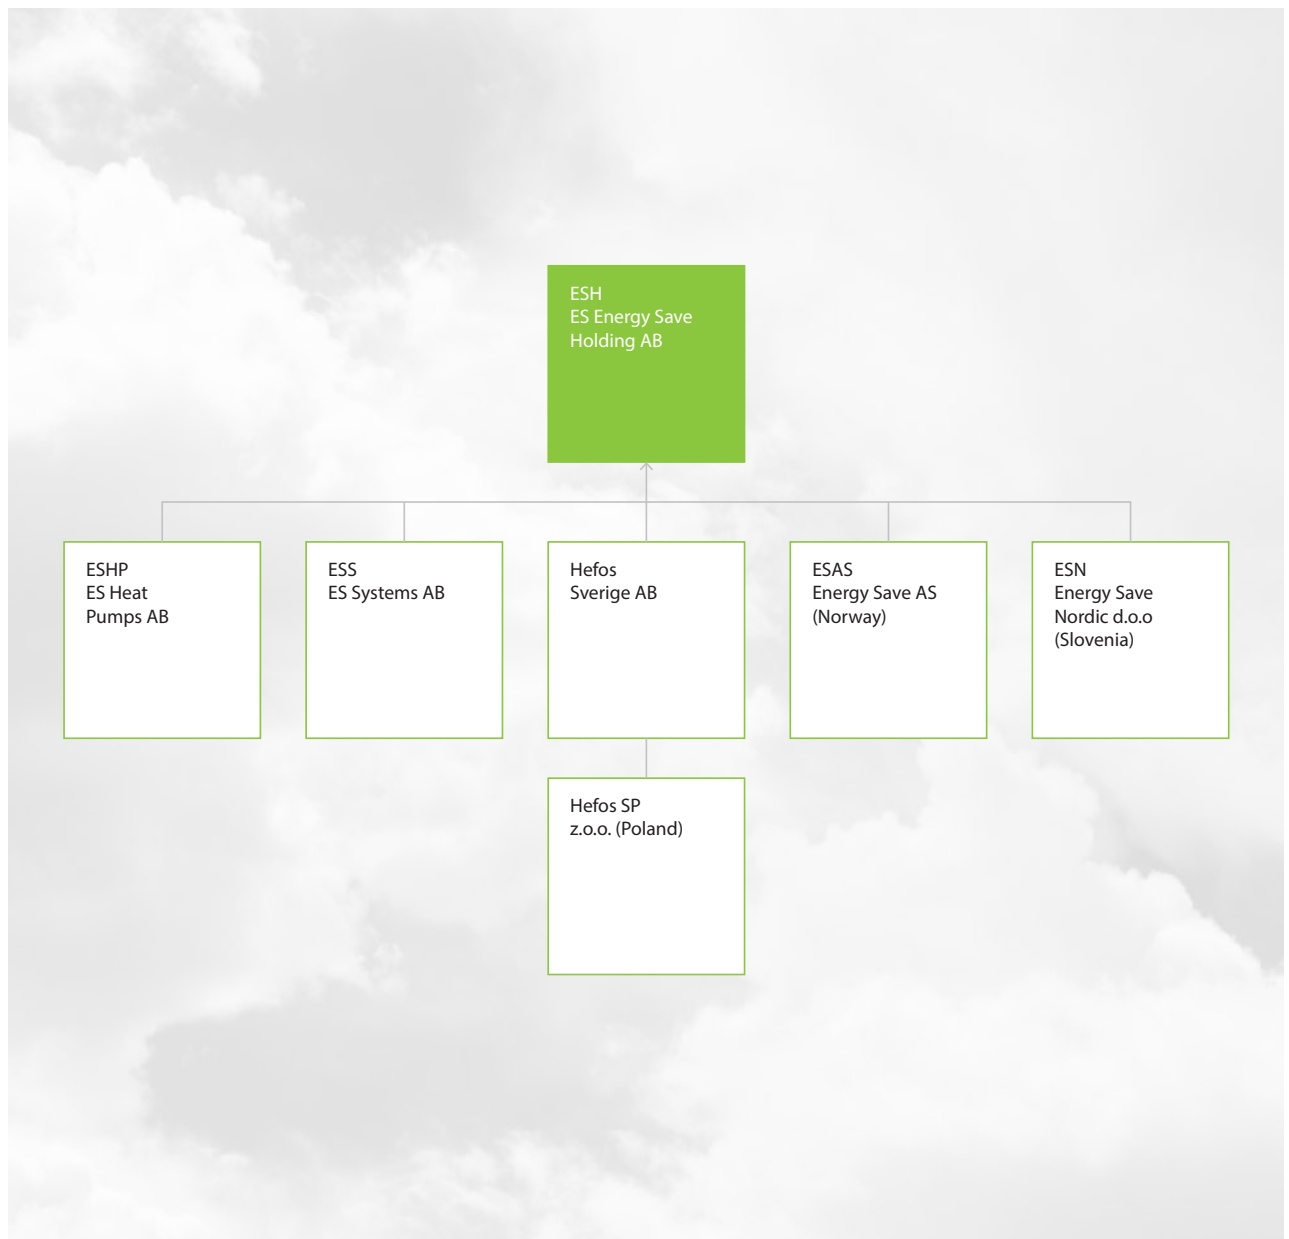 ESH
ES Energy Save
Holding AB
ESHP
ES Heat
Pumps AB
ESS
ES Systems AB
Hefos
Sverige AB
ESAS
Energy Save AS
(Norway)
ESN
Energy Save
Nordic d.o.o
(Slovenia)
Hefos SP
z.o.o. (Poland)